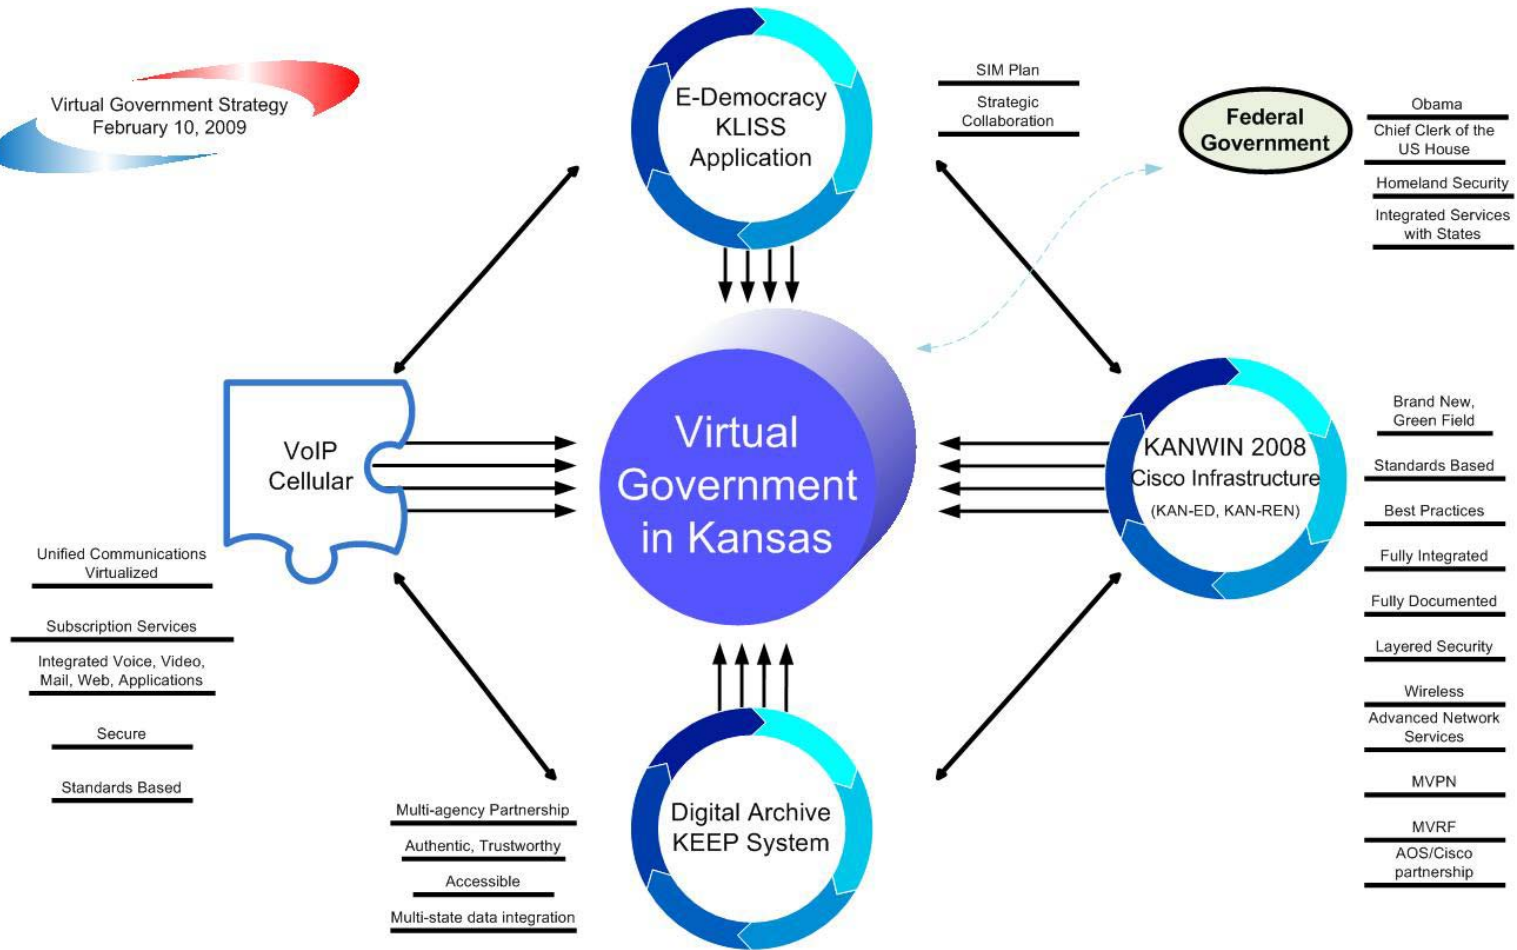 Virtual Government Strategy
February 10, 2009
E-Democracy
KLISS
Application
SIM Plan
Strategic
Collaboration
Federal
Government
Obama
Chief Clerk of the
US House
Homeland Security
Integrated Services
with States
VoIP
Cellular
Virtual
Government
in Kansas
KANWIN 2008
Cisco Infrastructure
(KAN-ED, KAN-REN)
Brand New,
Green Field
Standards Based
Best Practices
Fully Integrated
Fully Documented
Layered Security
Wireless
Advanced Network
Services
MVPN
MVRF
AOS/Cisco
partnership
Unified Communications
Virtualized
Subscription Services
Integrated Voice, Video,
Mail, Web, Applications
Secure
Standards Based
Multi-agency Partnership
Authentic, Trustworthy
Accessible
Multi-state data integration
Digital Archive
KEEP System